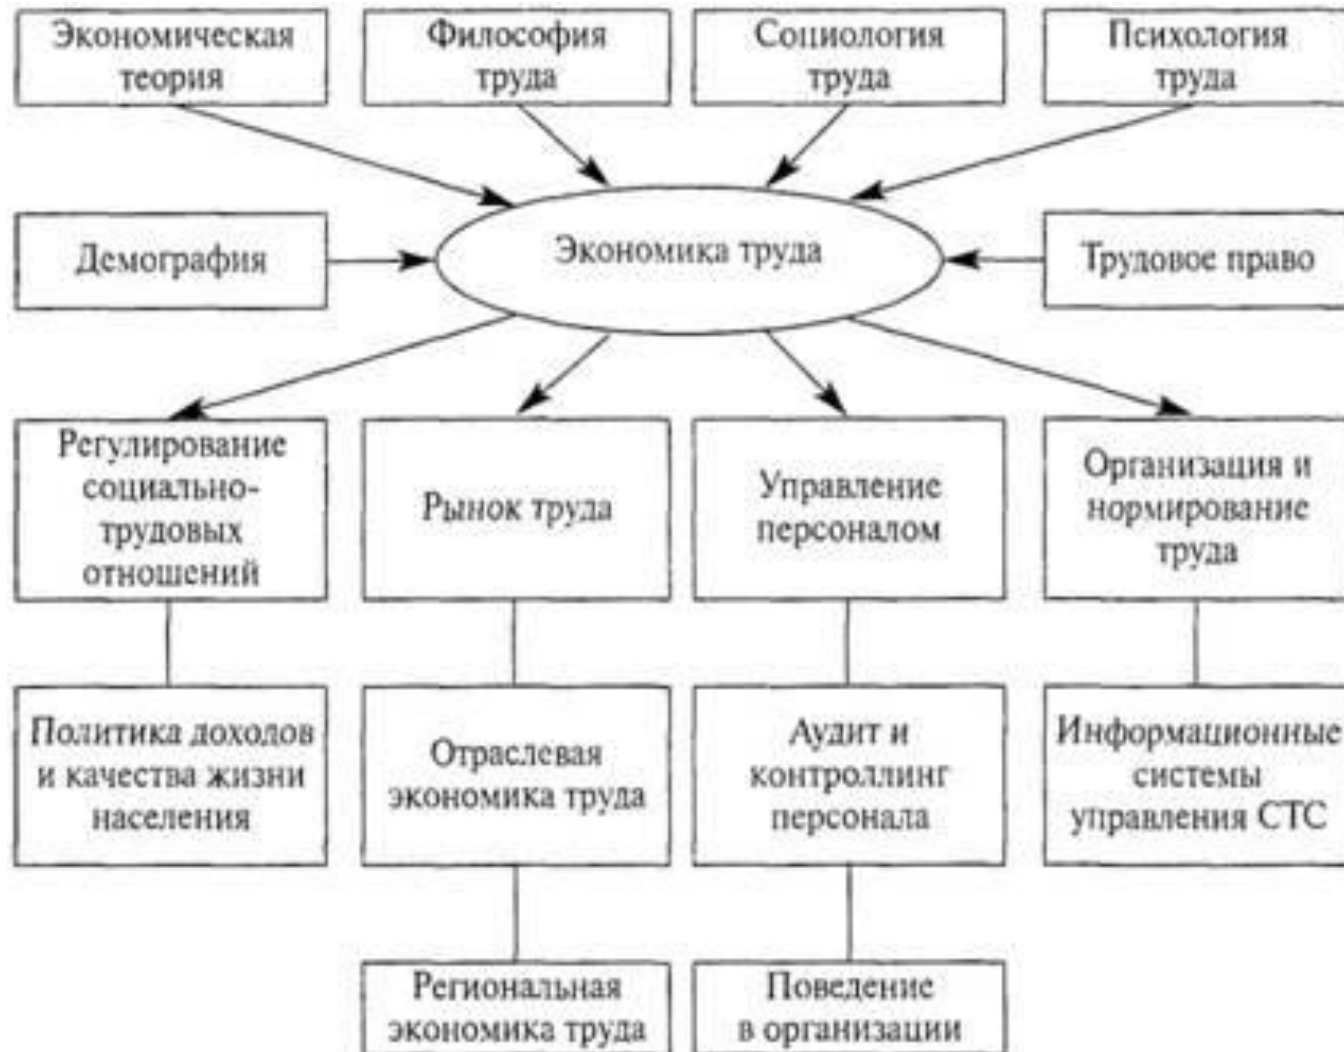 Экономическая
теория
Философия
труда
Социология
труда
Психология
труда
Демография
Экономика труда
Трудовое право
Регулирование
социально-
трудовых
отношений
Рынок труда
Управление
персоналом
Организация и
нормирование
труда
Политика доходов
и качества жизни
населения
Отраслевая
экономика труда
Аудит и
контроллинг
персонала
Информационные
системы
управления СТС
Региональная
экономика труда
Поведение
в организации